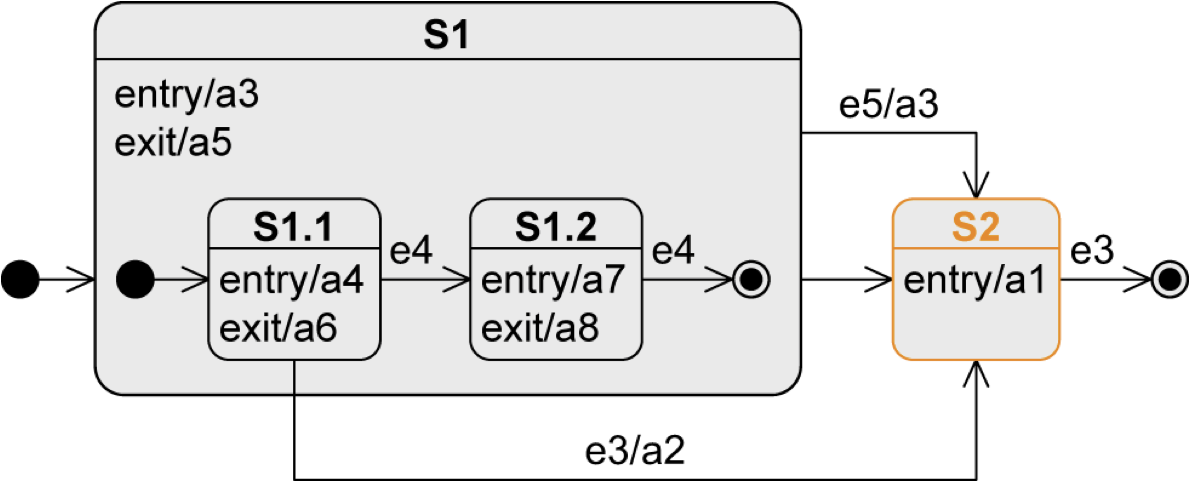 S1
entry/a3
exit/a5
e5/a3
S1.1
entry/a4
exit/a6
e4
S1.2
entry/a7
exit/a8
e4
S2
entry/a1
e3
e3/a2